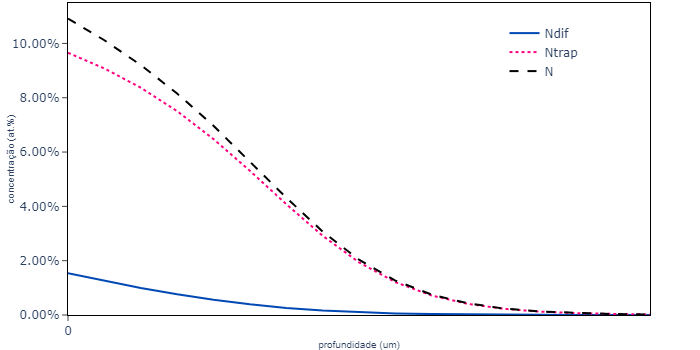 concentração (at.%)
10.00%
8.00%
6.00%
4.00%
2.00%
0.00%
0
profundidade (um)
Ndif
Ntrap
N